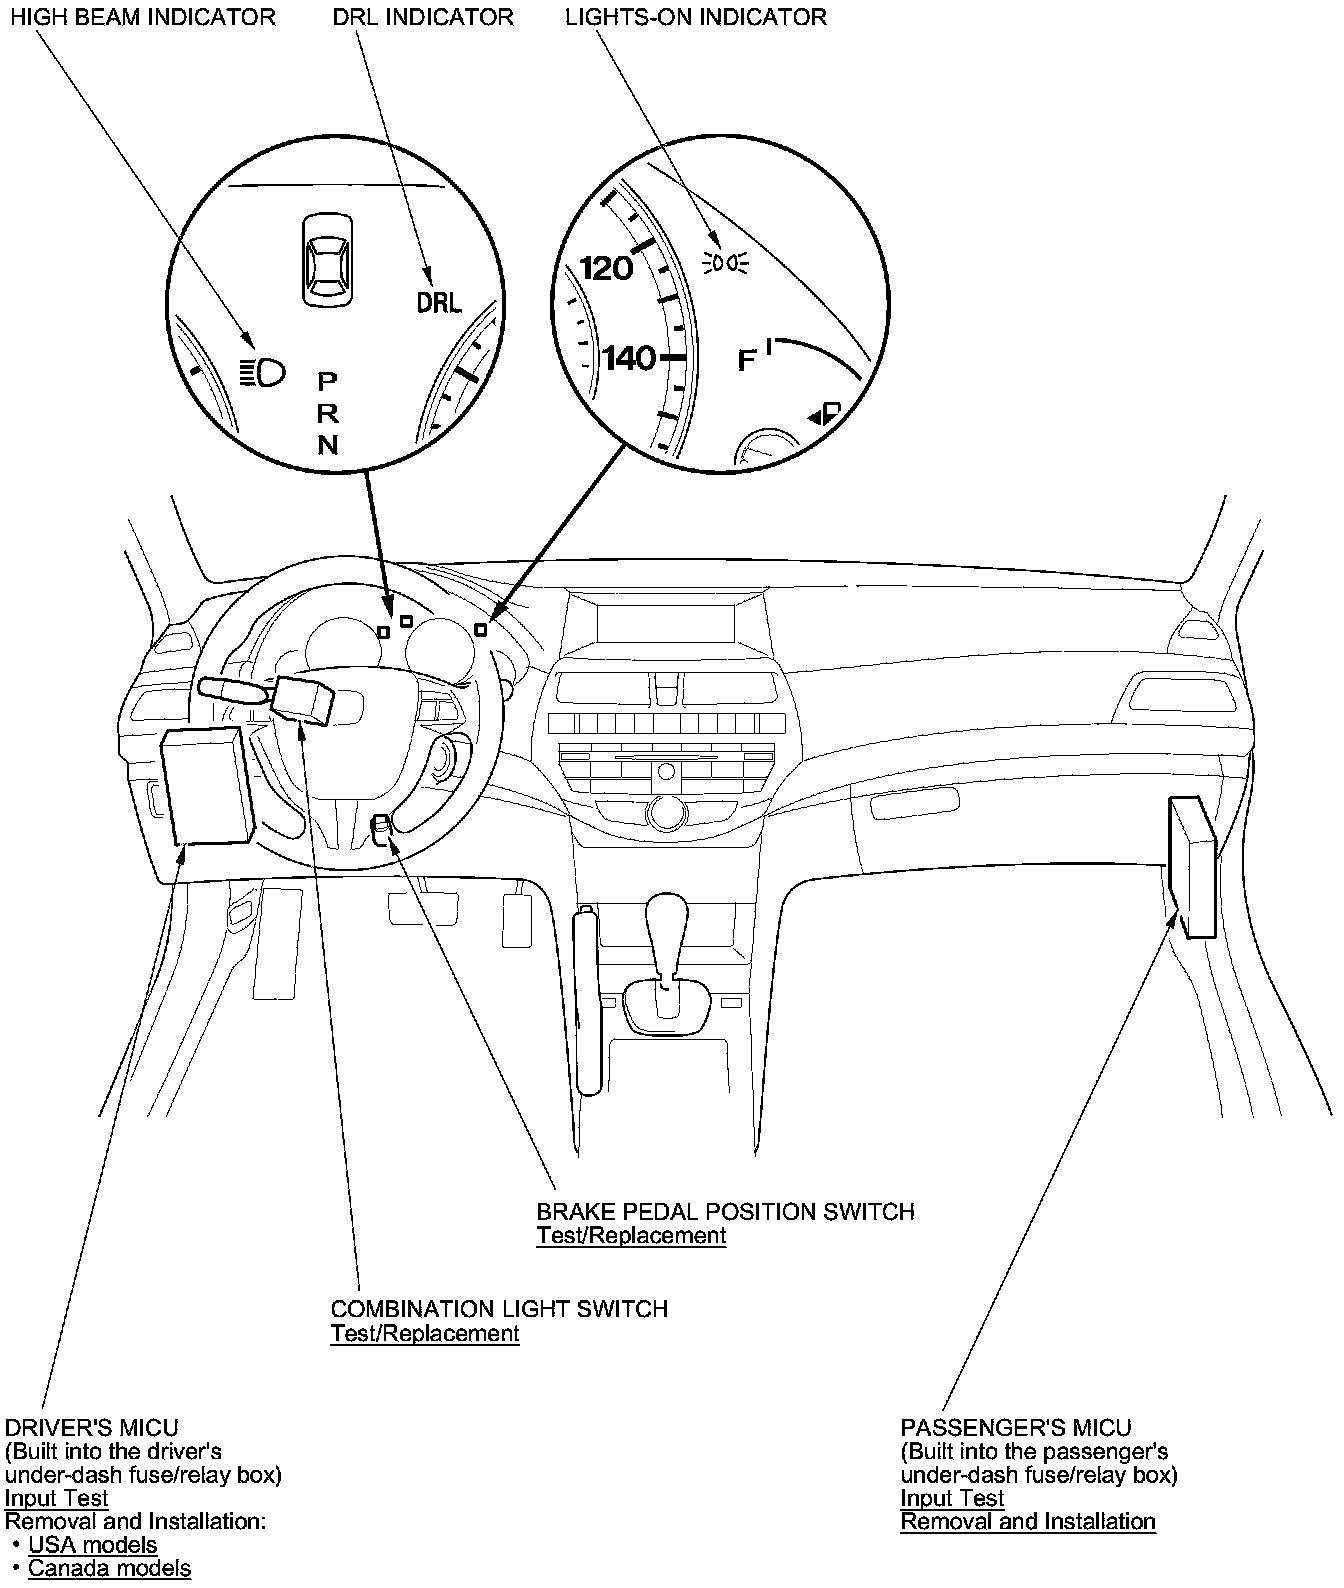 HIGH BEAM INDICATOR
DRL INDICATOR
LIGHTS-ON INDICATOR
DRL
P
R
N
120
140
F
BRAKE PEDAL POSITION SWITCH
Test/Replacement
COMBINATION LIGHT SWITCH
Test/Replacement
DRIVER'S MICU
(Built into the driver's
under-dash fuse/relay box)
Input Test
Removal and Installation:
• USA models
• Canada models
PASSENGER'S MICU
(Built into the passenger's
under-dash fuse/relay box)
Input Test
Removal and Installation